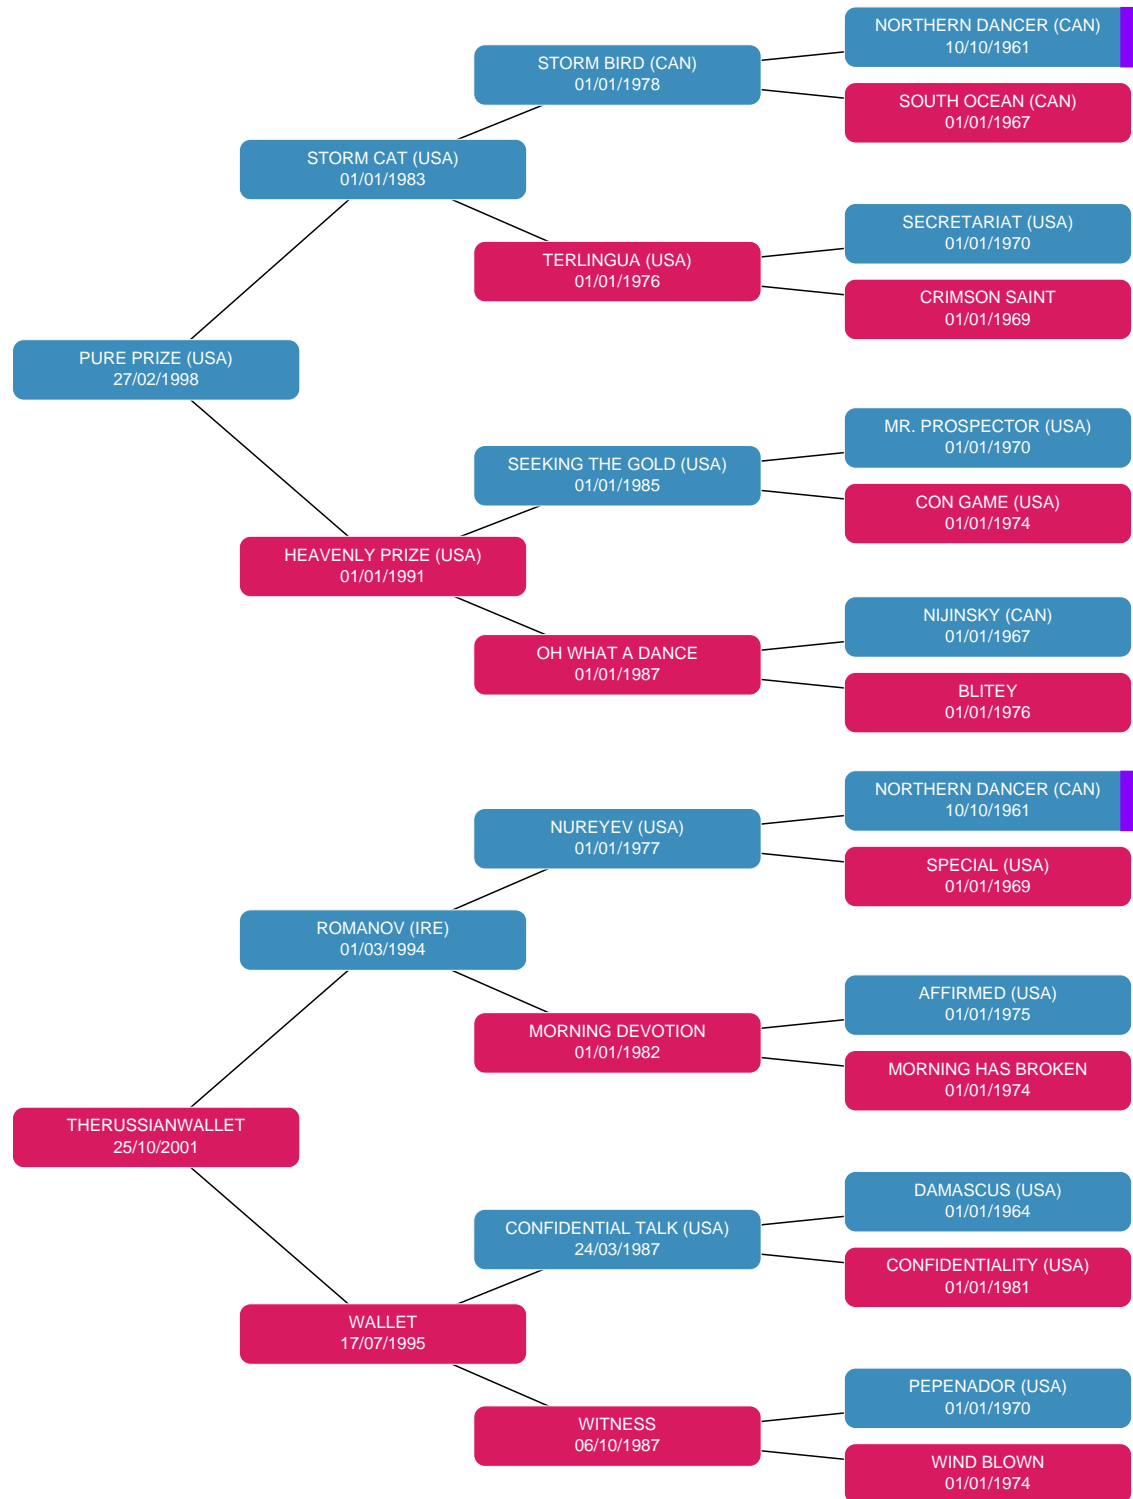 NORTHERN DANCER (CAN)
10/10/1961
STORM BIRD (CAN)
01/01/1978
SOUTH OCEAN (CAN)
01/01/1967
STORM CAT (USA)
01/01/1983
SECRETARIAT (USA)
01/01/1970
TERLINGUA (USA)
01/01/1976
CRIMSON SAINT
01/01/1969
PURE PRIZE (USA)
27/02/1998
MR. PROSPECTOR (USA)
01/01/1970
SEEKING THE GOLD (USA)
01/01/1985
CON GAME (USA)
01/01/1974
HEAVENLY PRIZE (USA)
01/01/1991
NIJINSKY (CAN)
01/01/1967
OH WHAT A DANCE
01/01/1987
BLITEY
01/01/1976
NORTHERN DANCER (CAN)
10/10/1961
NUREYEV (USA)
01/01/1977
SPECIAL (USA)
01/01/1969
ROMANOV (IRE)
01/03/1994
AFFIRMED (USA)
01/01/1975
MORNING DEVOTION
01/01/1982
MORNING HAS BROKEN
01/01/1974
THERUSSIANWALLET
25/10/2001
DAMASCUS (USA)
01/01/1964
CONFIDENTIAL TALK (USA)
24/03/1987
CONFIDENTIALITY (USA)
01/01/1981
WALLET
17/07/1995
PEPENADOR (USA)
01/01/1970
WITNESS
06/10/1987
WIND BLOWN
01/01/1974